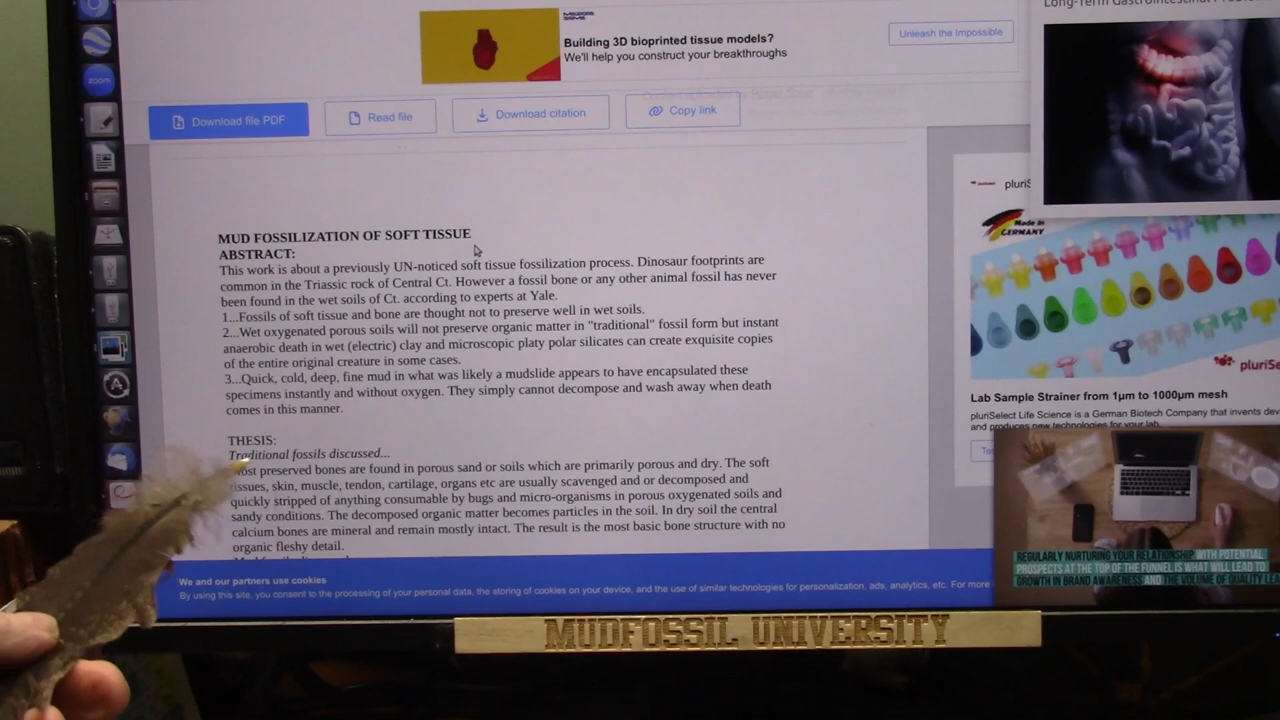 Building 3D bioprinted tissue models?
We'll help you construct your breakthroughs
Unleash the Impossible
zoom
Download file PDF
Read file
Download citation
Copy link
MUD FOSSILIZATION OF SOFT TISSUE
ABSTRACT:
This work is about a previously UN-noticed soft tissue fossilization process. Dinosaur footprints are
common in the Triassic rock of Central Ct. However a fossil bone or any other animal fossil has never
been found in the wet soils of Ct. according to experts at Yale.
1...Fossils of soft tissue and bone are thought not to preserve well in wet soils.
2...Wet oxygenated porous soils will not preserve organic matter in "traditional" fossil form but instant
anaerobic death in wet (electric) clay and microscopic platy polar silicates can create exquisite copies
of the entire original creature in some cases.
3...Quick, cold, deep, fine mud in what was likely a mudslide appears to have encapsulated these
specimens instantly and without oxygen. They simply cannot decompose and wash away when death
comes in this manner.
THESIS:
Traditional fossils discussed...
ost preserved bones are found in porous sand or soils which are primarily porous and dry. The soft
issues, skin, muscle, tendon, cartilage, organs etc are usually scavenged and or decomposed and
quickly stripped of anything consumable by bugs and micro-organisms in porous oxygenated soils and
sandy conditions. The decomposed organic matter becomes particles in the soil. In dry soil the central
calcium bones are mineral and remain mostly intact. The result is the most basic bone structure with no
organic fleshy detail.
We and our partners use cookies
By using this site, you consent to the processing of your personal data, the storing of cookies on your device, and the use of similar technologies for personalization, ads, analytics, etc. For more
Long-Term
pluriS
Made in
GERMANY
pluriSe
Lab Sample Strainer from 1µm to 1000µm mesh
pluriSelect Life Science is a German Biotech Company that invents dev
and produces new technologies for your lab.
REGULARLY NURTURING YOUR RELATIONSHIP WITH POTENTIAL
PROSPECTS AT THE TOP OF THE FUNNEL IS WHAT WILL LEAD TO
GROWTH IN BRAND AWARENESS AND THE VOLUME OF QUALITY LE
MUDFOSSIL UNIVERSITY